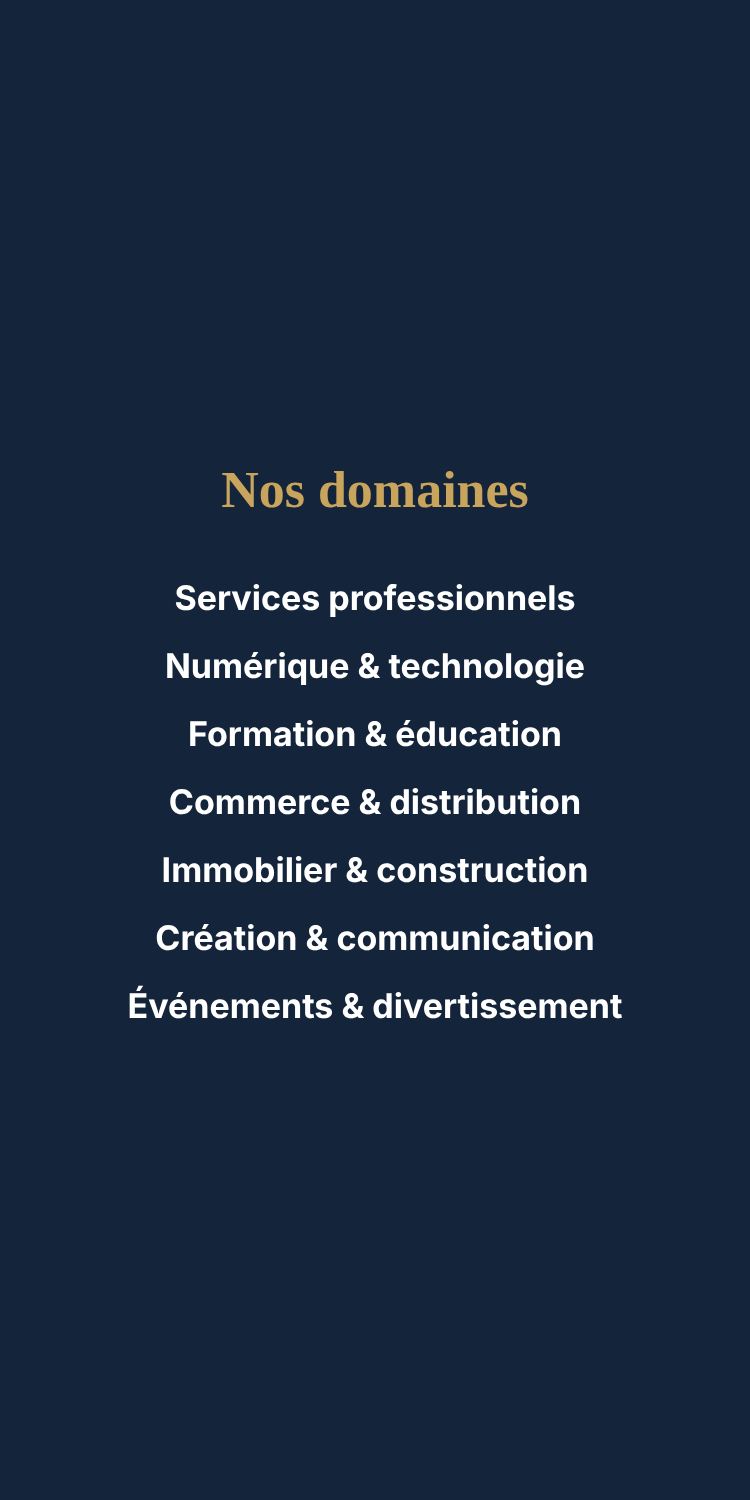 Nos domaines
Services professionnels
Numérique & technologie
Formation & éducation
Commerce & distribution
Immobilier & construction
Création & communication
Événements & divertissement